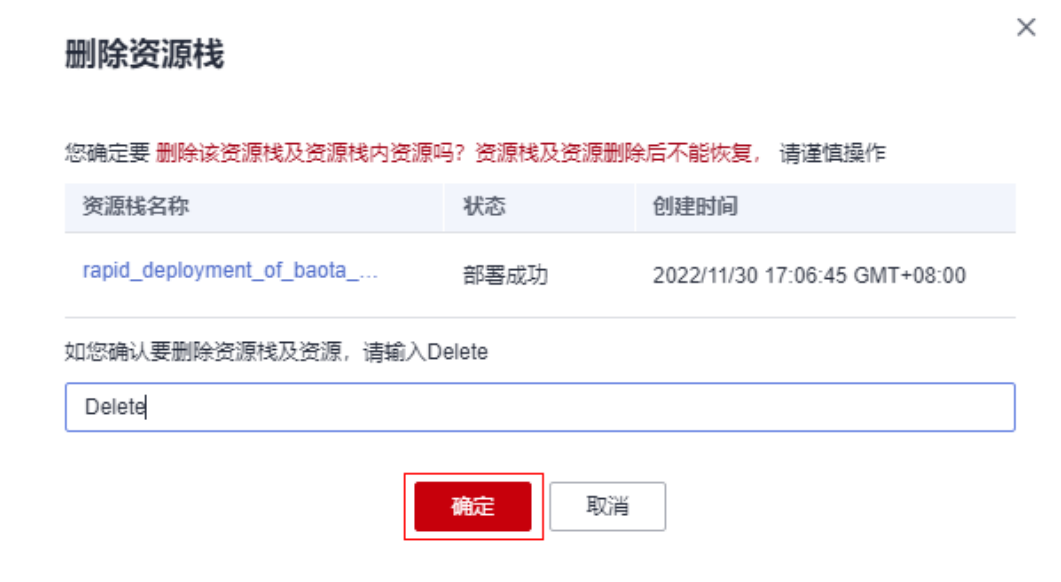 删除资源栈
您确定要 删除该资源栈及资源栈内资源吗？资源栈及资源删除后不能恢复， 请谨慎操作
资源栈名称 状态 创建时间
rapid_deployment_of_baota_... 部署成功 2022/11/30 17:06:45 GMT+08:00
如您确认要删除资源栈及资源，请输入Delete
Delete
确定 取消